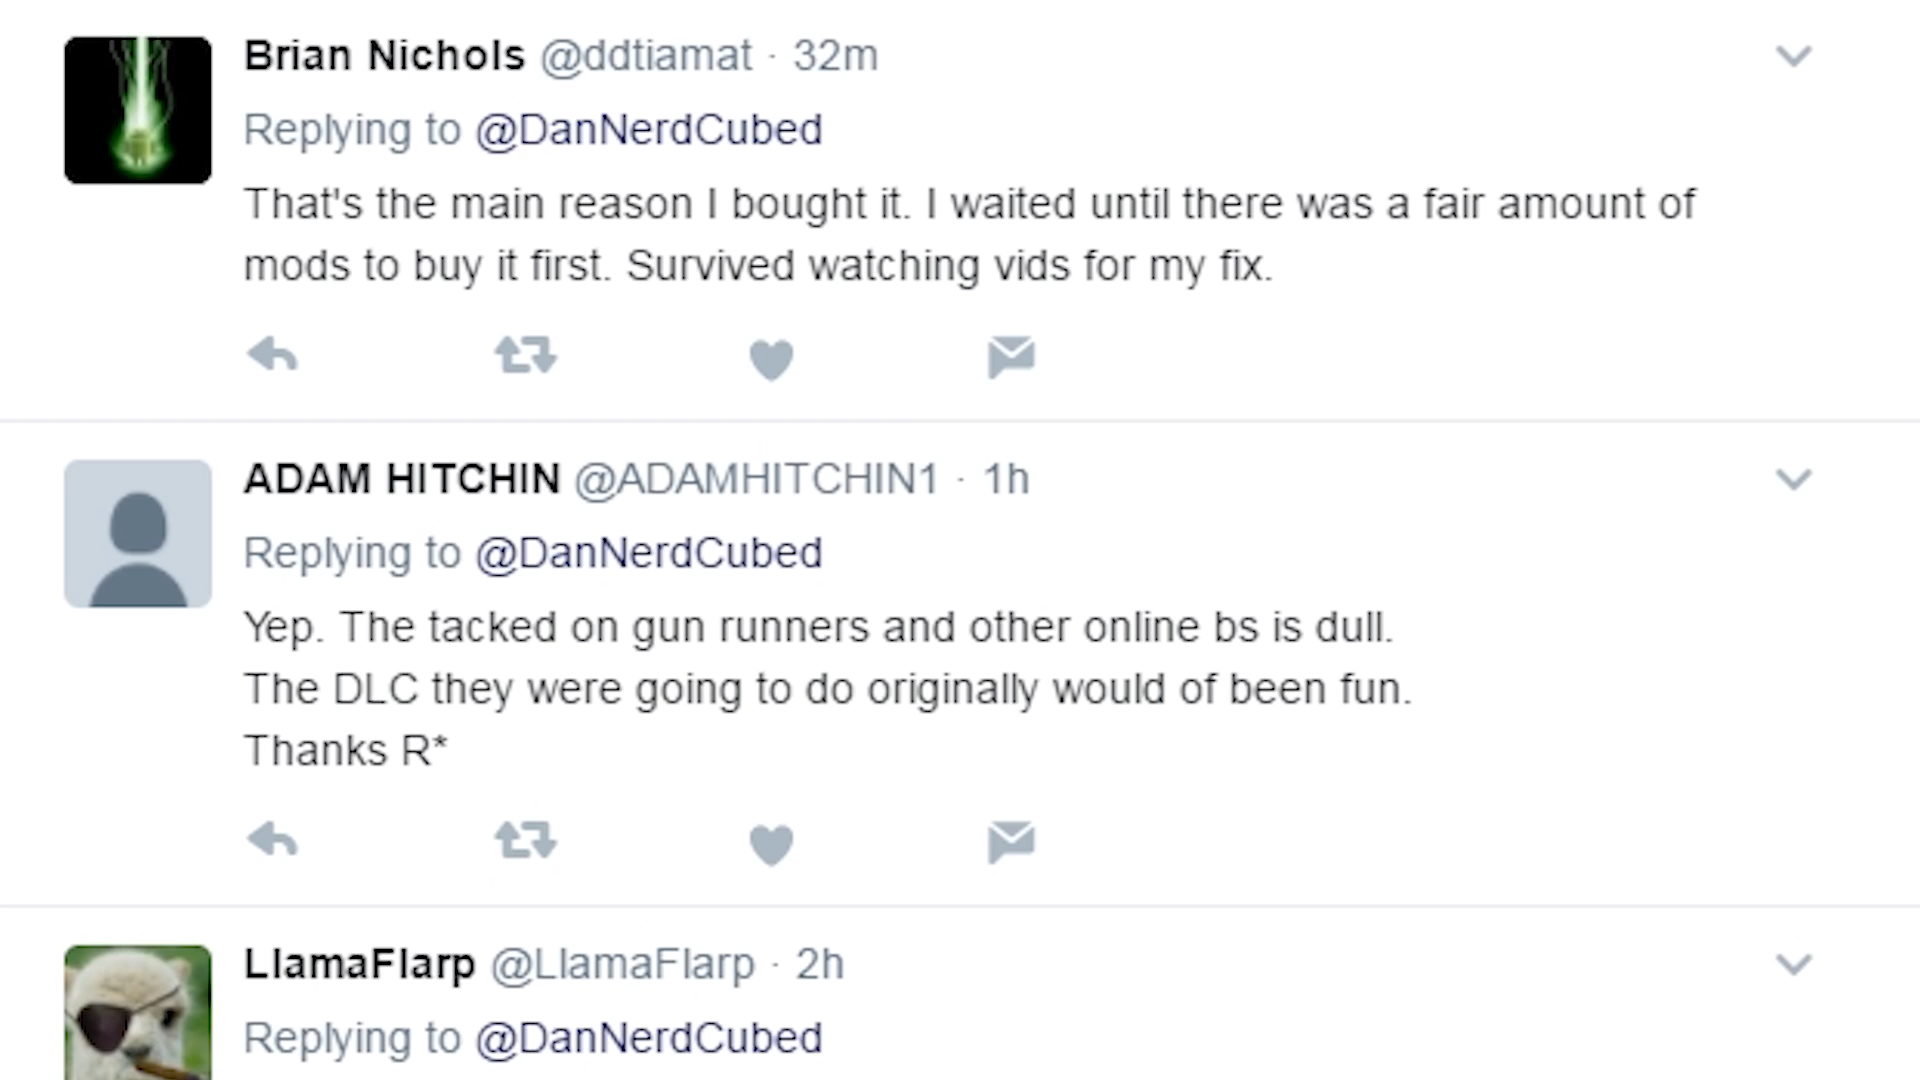 Brian Nichols @ddtiamat · 32m
Replying to @DanNerdCubed
That's the main reason I bought it. I waited until there was a fair amount of
mods to buy it first. Survived watching vids for my fix.
ADAM HITCHIN @ADAMHITCHIN1 · 1h
Replying to @DanNerdCubed
Yep. The tacked on gun runners and other online bs is dull.
The DLC they were going to do originally would of been fun.
Thanks R*
LlamaFlarp @LlamaFlarp · 2h
Replying to @DanNerdCubed